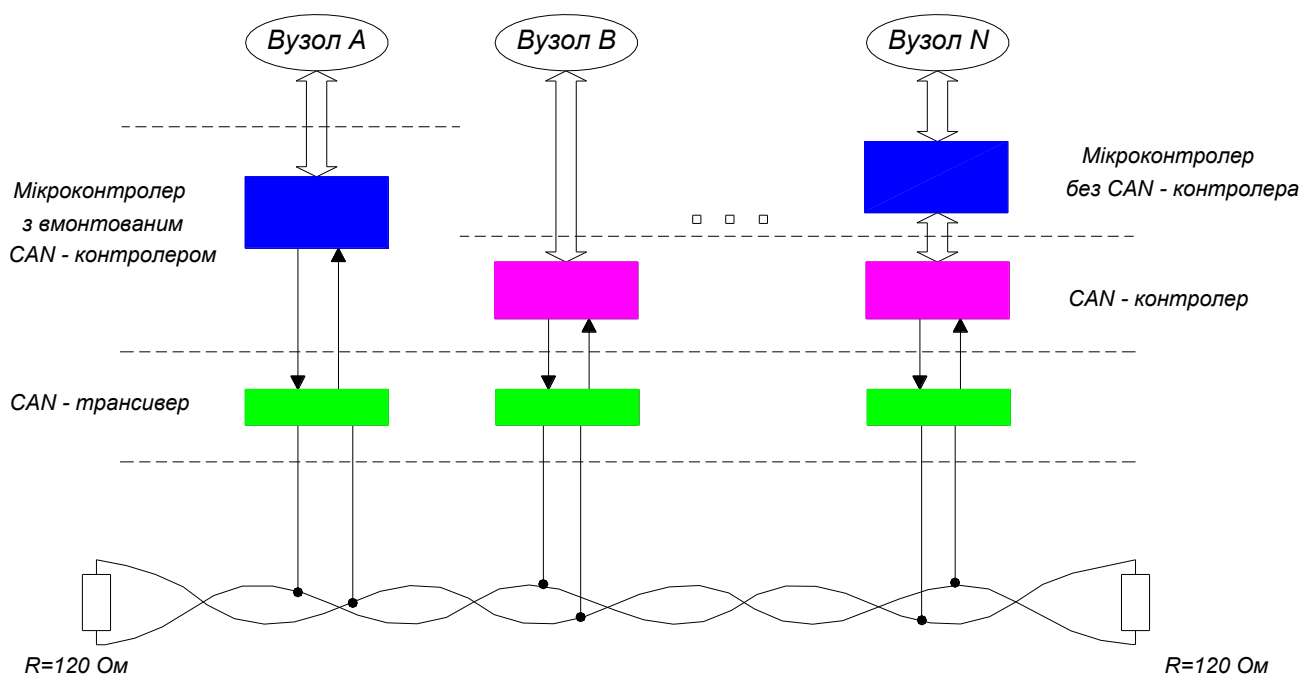 Вузол A
Вузол B
Вузол N
Мікроконтролер
з вмонтованим
CAN - контролером
Мікроконтролер
без CAN - контролера
CAN - контролер
CAN - трансивер
R=120 Ом
R=120 Ом